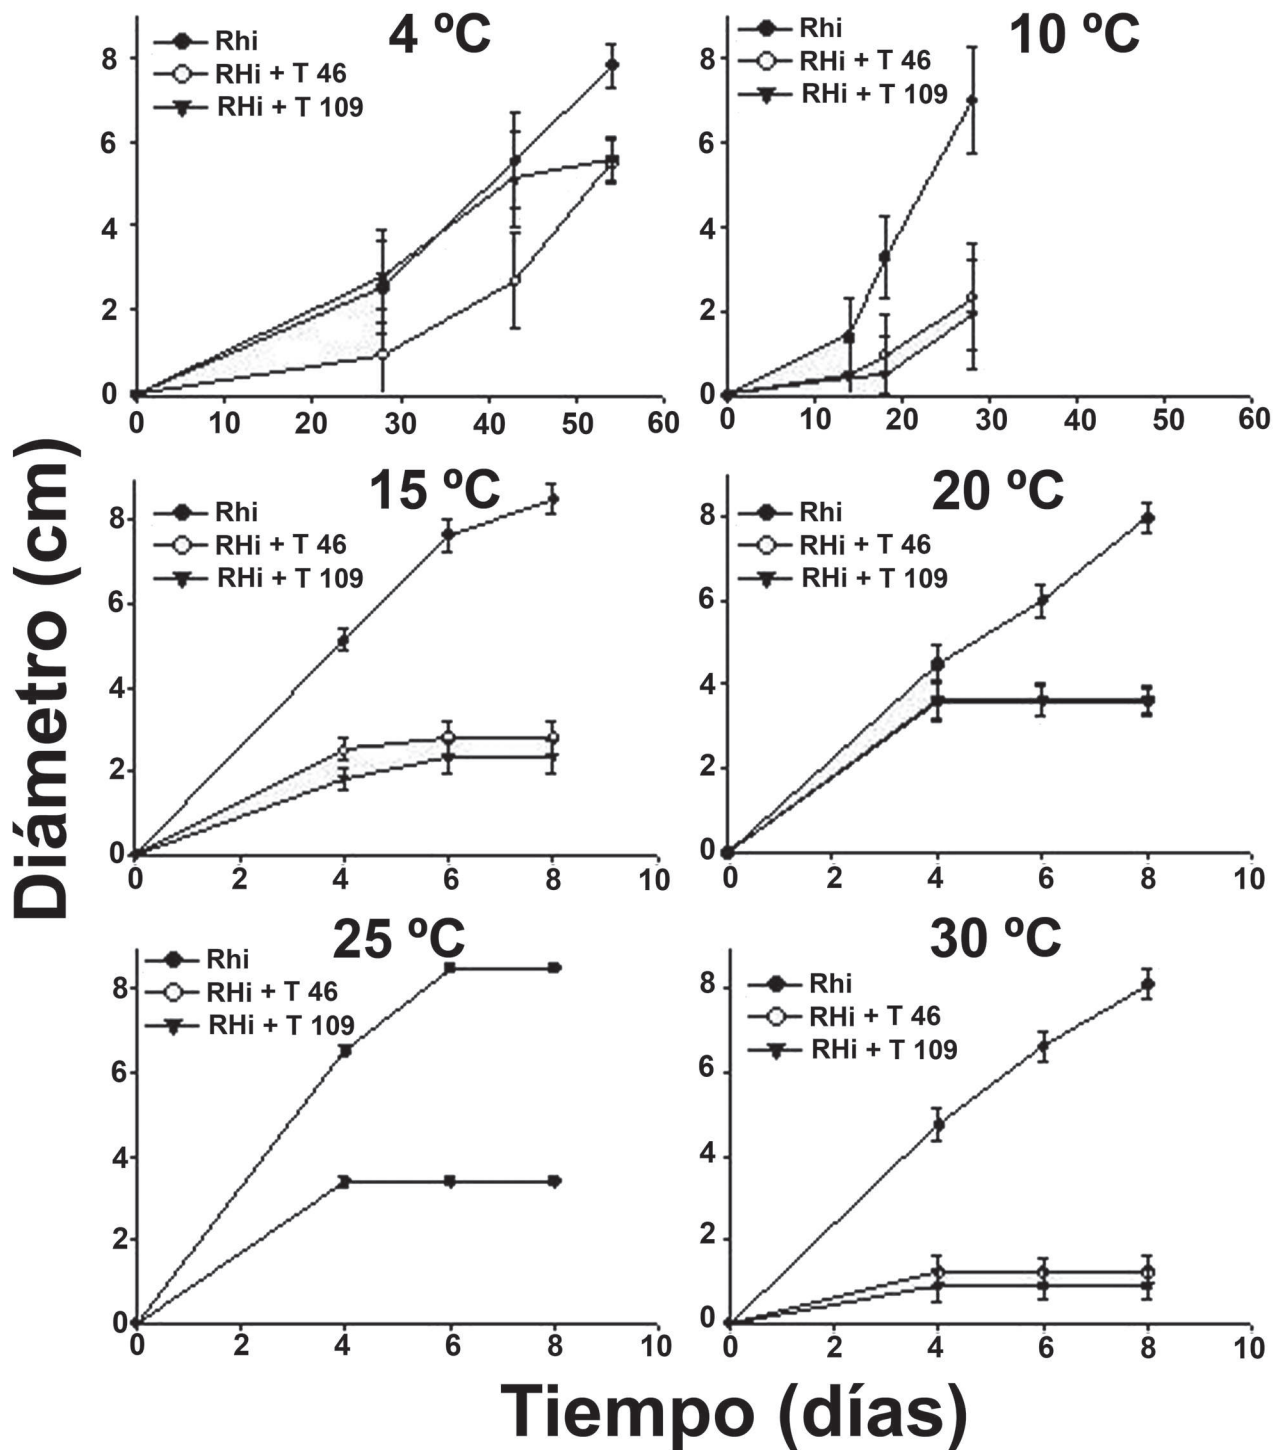 4 ºC
Rhi
RHi + T 46
RHi + T 109
8
6
4
2
0
0 10 20 30 40 50 60
10 ºC
Rhi
RHi + T 46
RHi + T 109
8
6
4
2
0
0 10 20 30 40 50 60
Diámetro (cm)
15 ºC
Rhi
RHi + T 46
RHi + T 109
8
6
4
2
0
0 2 4 6 8 10
20 ºC
Rhi
RHi + T 46
RHi + T 109
8
6
4
2
0
0 2 4 6 8 10
25 ºC
Rhi
RHi + T 46
RHi + T 109
8
6
4
2
0
0 2 4 6 8 10
30 ºC
Rhi
RHi + T 46
RHi + T 109
8
6
4
2
0
0 2 4 6 8 10
Tiempo (días)